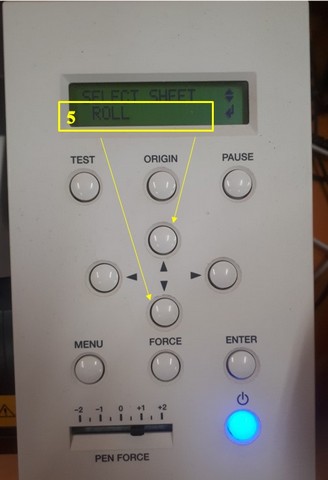 SELECT SHEET
5 ROLL
TEST ORIGIN PAUSE
MENU FORCE ENTER
-2 -1 0 +1 +2
PEN FORCE